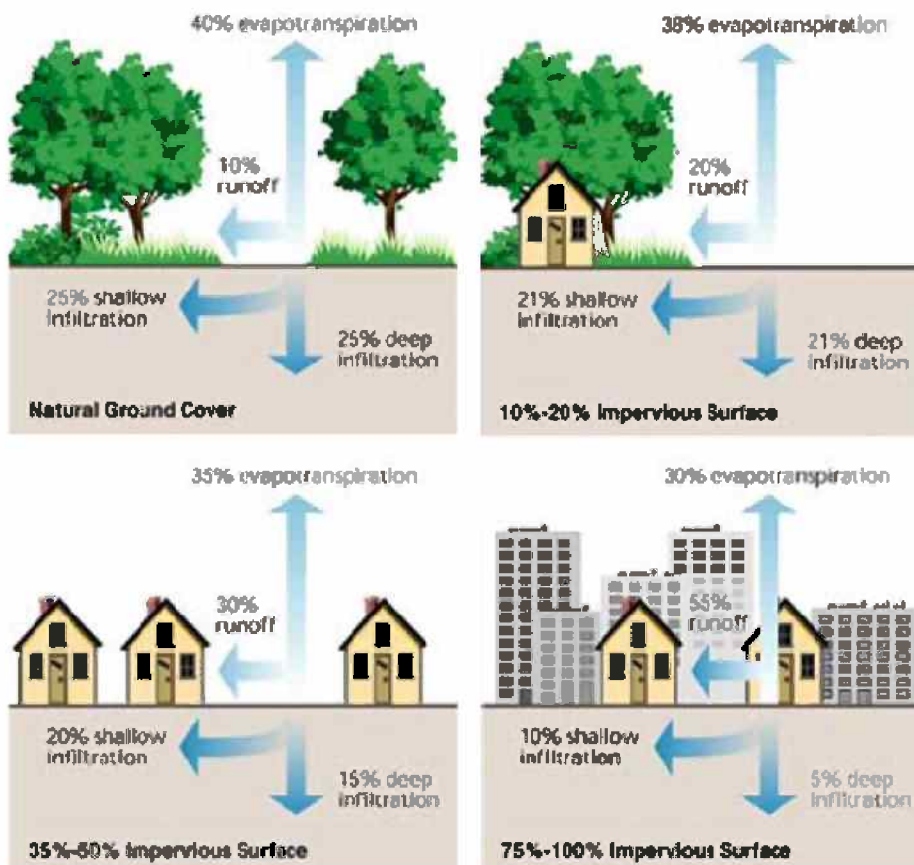 40% evapotranspiration
10%
runoff
25% shallow
infiltration
25% deep
infiltration
Natural Ground Cover
38% evapotranspiration
20%
runoff
21% shallow
infiltration
21% deep
infiltration
10%-20% Impervious Surface
35% evapotranspiration
30%
runoff
20% shallow
infiltration
15% deep
infiltration
35%-50% Impervious Surface
30% evapotranspiration
55%
runoff
10% shallow
infiltration
5% deep
infiltration
75%-100% Impervious Surface